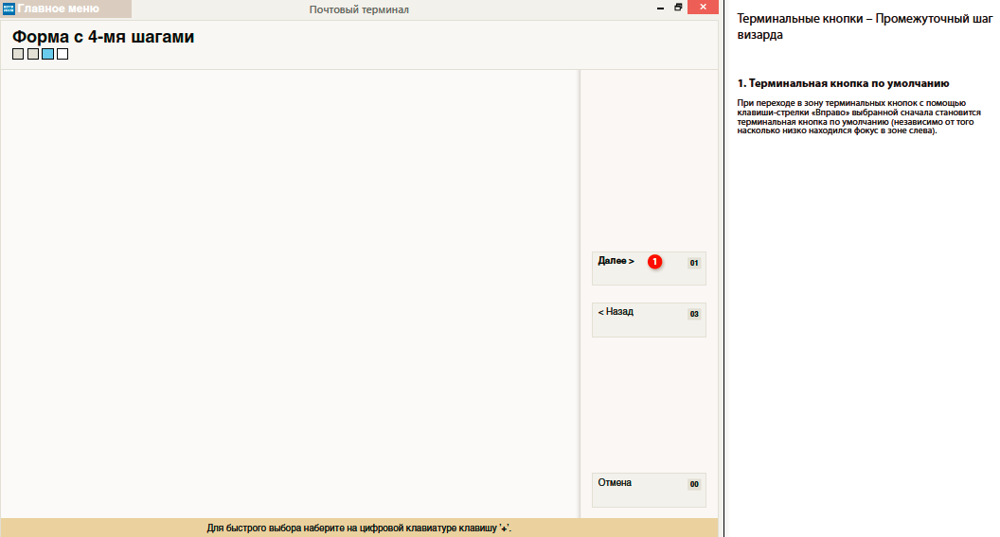 Главное меню
Почтовый терминал
Форма с 4-мя шагами
Далее >
1
01
< Назад
03
Отмена
00
Для быстрого выбора наберите на цифровой клавиатуре клавишу '+'.
Терминальные кнопки – Промежуточный шаг
визарда
1. Терминальная кнопка по умолчанию
При переходе в зону терминальных кнопок с помощью
клавиши-стрелки «Вправо» выбранной сначала становится
терминальная кнопка по умолчанию (независимо от того
насколько низко находился фокус в зоне слева).